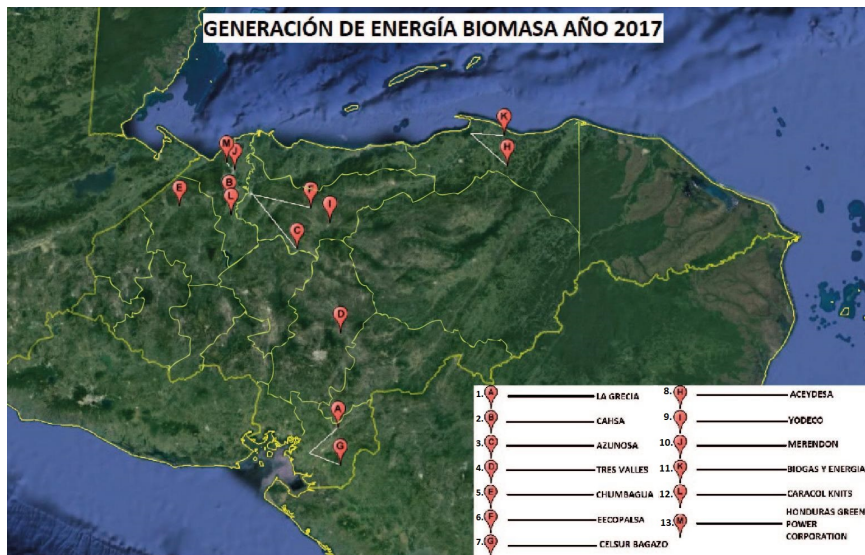 GENERACIÓN DE ENERGÍA BIOMASA AÑO 2017
M
J
K
H
E
B
L
F
I
C
D
A
G
1. A LA GRECIA
2. B CAHSA
3. C AZUNOSA
4. D TRES VALLES
5. E CHUMBAGUA
6. F EECOPALSA
7. G CELSUR BAGAZO
8. H ACEYDESA
9. I YODECO
10. J MERENDON
11. K BIOGAS Y ENERGIA
12. L CARACOL KNITS
13. M HONDURAS GREEN
POWER
CORPORATION